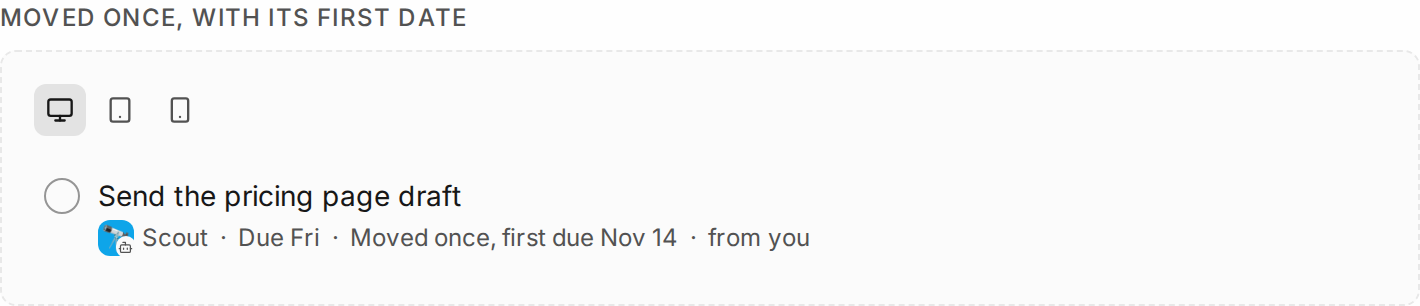 MOVED ONCE, WITH ITS FIRST DATE
Send the pricing page draft
Scout · Due Fri · Moved once, first due Nov 14 · from you